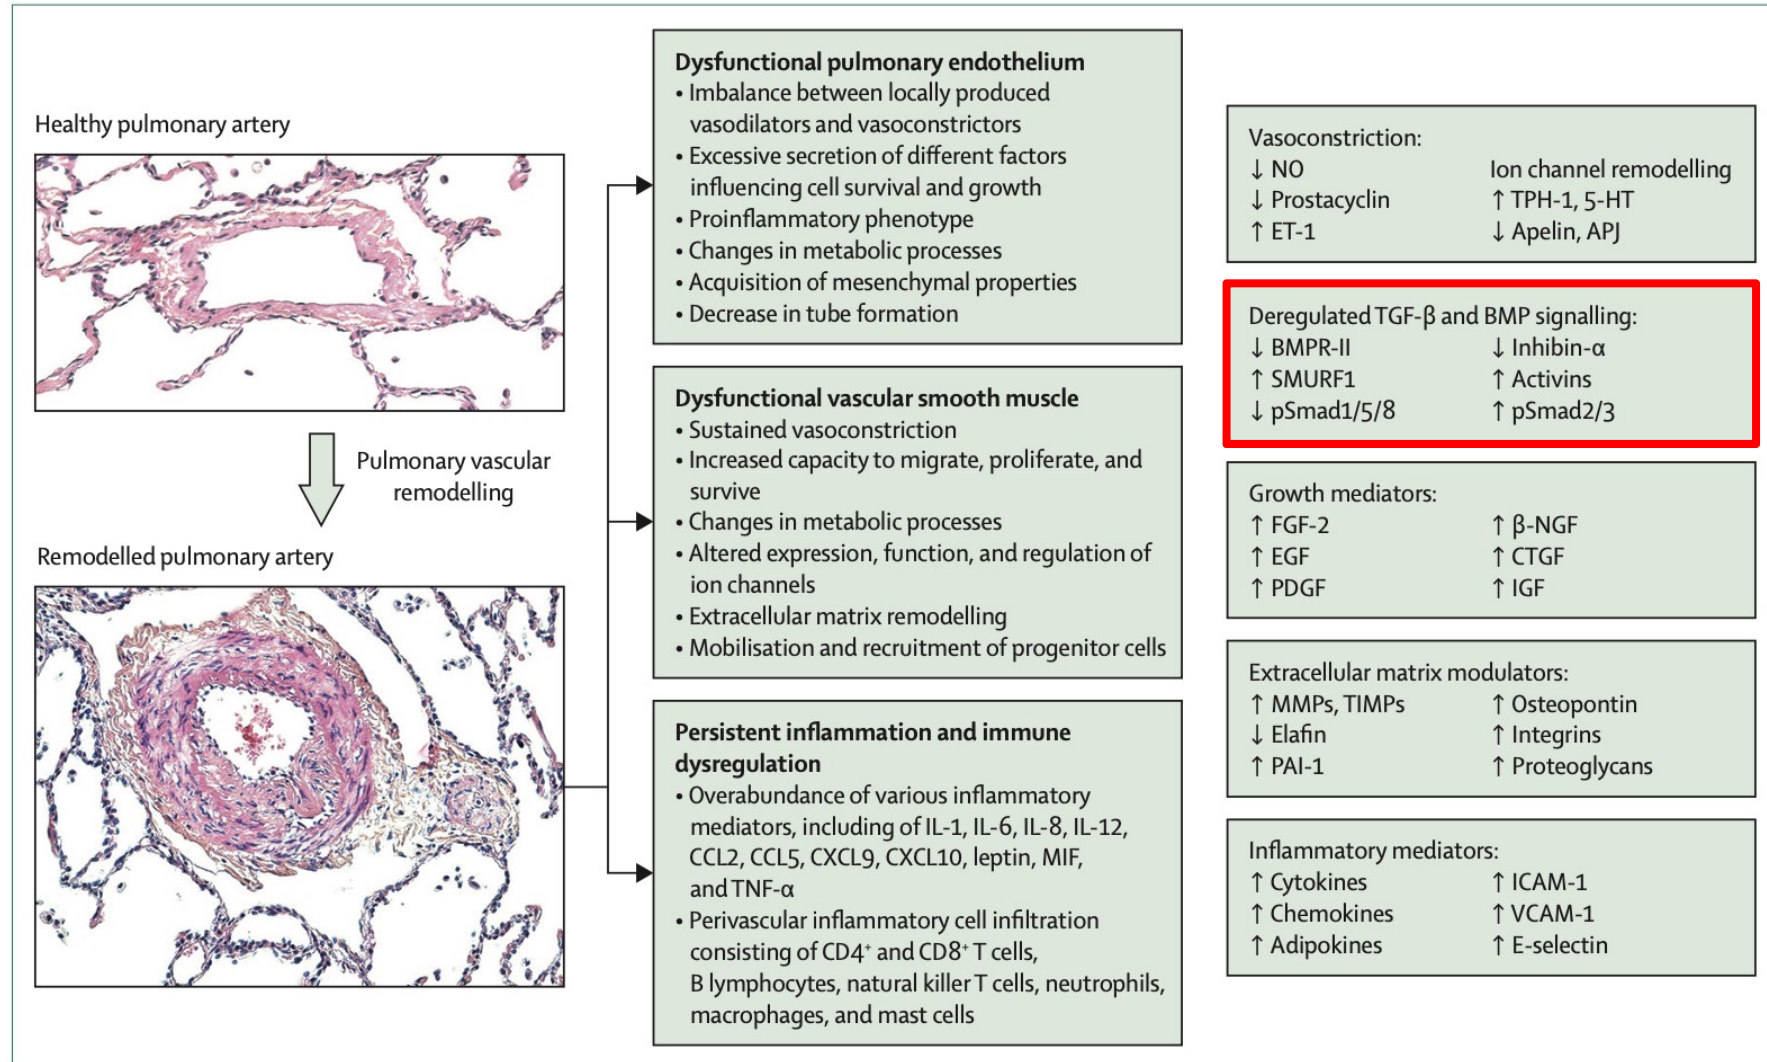 Healthy pulmonary artery
Pulmonary vascular
remodelling
Remodelled pulmonary artery
Dysfunctional pulmonary endothelium
• Imbalance between locally produced
vasodilators and vasoconstrictors
• Excessive secretion of different factors
influencing cell survival and growth
• Proinflammatory phenotype
• Changes in metabolic processes
• Acquisition of mesenchymal properties
• Decrease in tube formation
Dysfunctional vascular smooth muscle
• Sustained vasoconstriction
• Increased capacity to migrate, proliferate, and
survive
• Changes in metabolic processes
• Altered expression, function, and regulation of
ion channels
• Extracellular matrix remodelling
• Mobilisation and recruitment of progenitor cells
Persistent inflammation and immune
dysregulation
• Overabundance of various inflammatory
mediators, including of IL-1, IL-6, IL-8, IL-12,
CCL2, CCL5, CXCL9, CXCL10, leptin, MIF,
and TNF-α
• Perivascular inflammatory cell infiltration
consisting of CD4⁺ and CD8⁺ T cells,
B lymphocytes, natural killer T cells, neutrophils,
macrophages, and mast cells
Vasoconstriction:
↓ NO Ion channel remodelling
↓ Prostacyclin ↑ TPH-1, 5-HT
↑ ET-1 ↓ Apelin, APJ
Deregulated TGF-β and BMP signalling:
↓ BMPR-II ↓ Inhibin-α
↑ SMURF1 ↑ Activins
↓ pSmad1/5/8 ↑ pSmad2/3
Growth mediators:
↑ FGF-2 ↑ β-NGF
↑ EGF ↑ CTGF
↑ PDGF ↑ IGF
Extracellular matrix modulators:
↑ MMPs, TIMPs ↑ Osteopontin
↓ Elafin ↑ Integrins
↑ PAI-1 ↑ Proteoglycans
Inflammatory mediators:
↑ Cytokines ↑ ICAM-1
↑ Chemokines ↑ VCAM-1
↑ Adipokines ↑ E-selectin